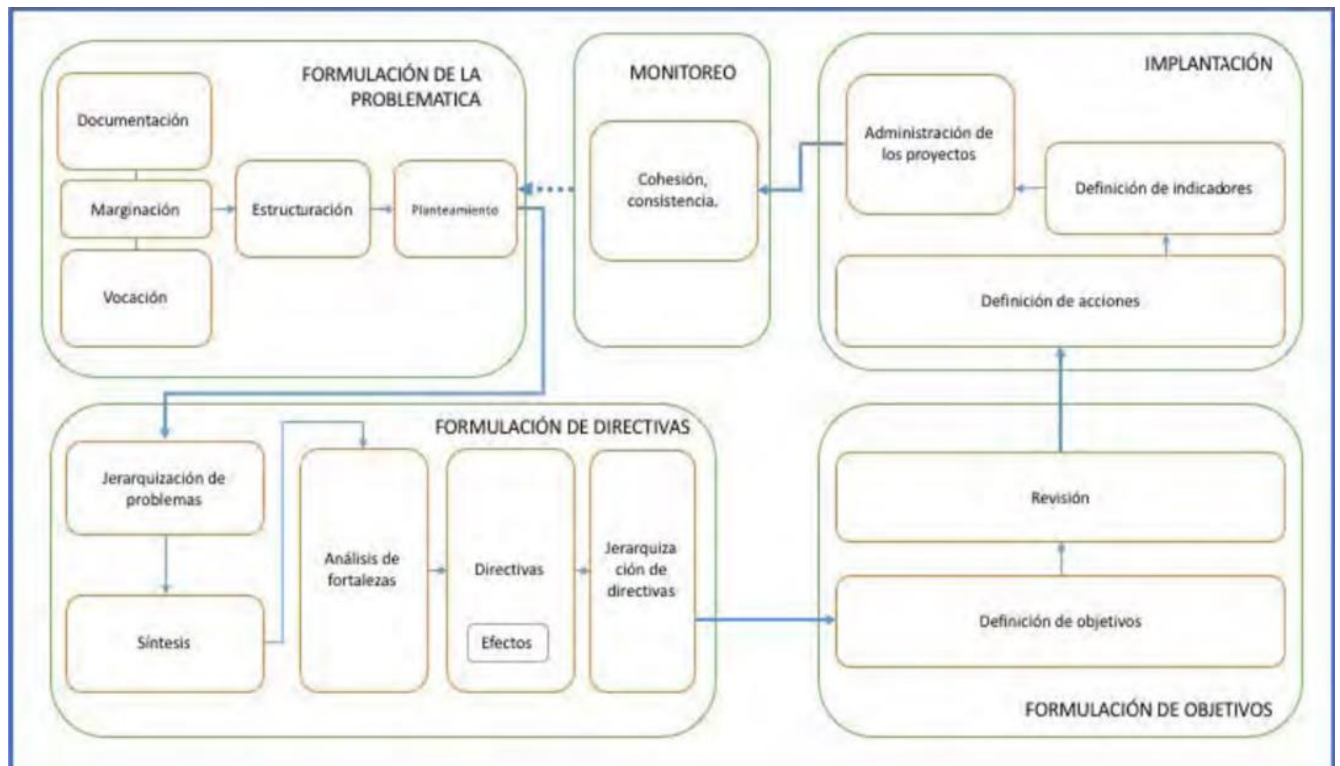 FORMULACIÓN DE LA
PROBLEMATICA
Documentación
Marginación
Vocación
Estructuración
Planteamiento
MONITOREO
Cohesión,
consistencia.
IMPLANTACIÓN
Administración de
los proyectos
Definición de indicadores
Definición de acciones
FORMULACIÓN DE DIRECTIVAS
Jerarquización de
problemas
Síntesis
Análisis de
fortalezas
Directivas
Efectos
Jerarquiza
ción de
directivas
Revisión
Definición de objetivos
FORMULACIÓN DE OBJETIVOS